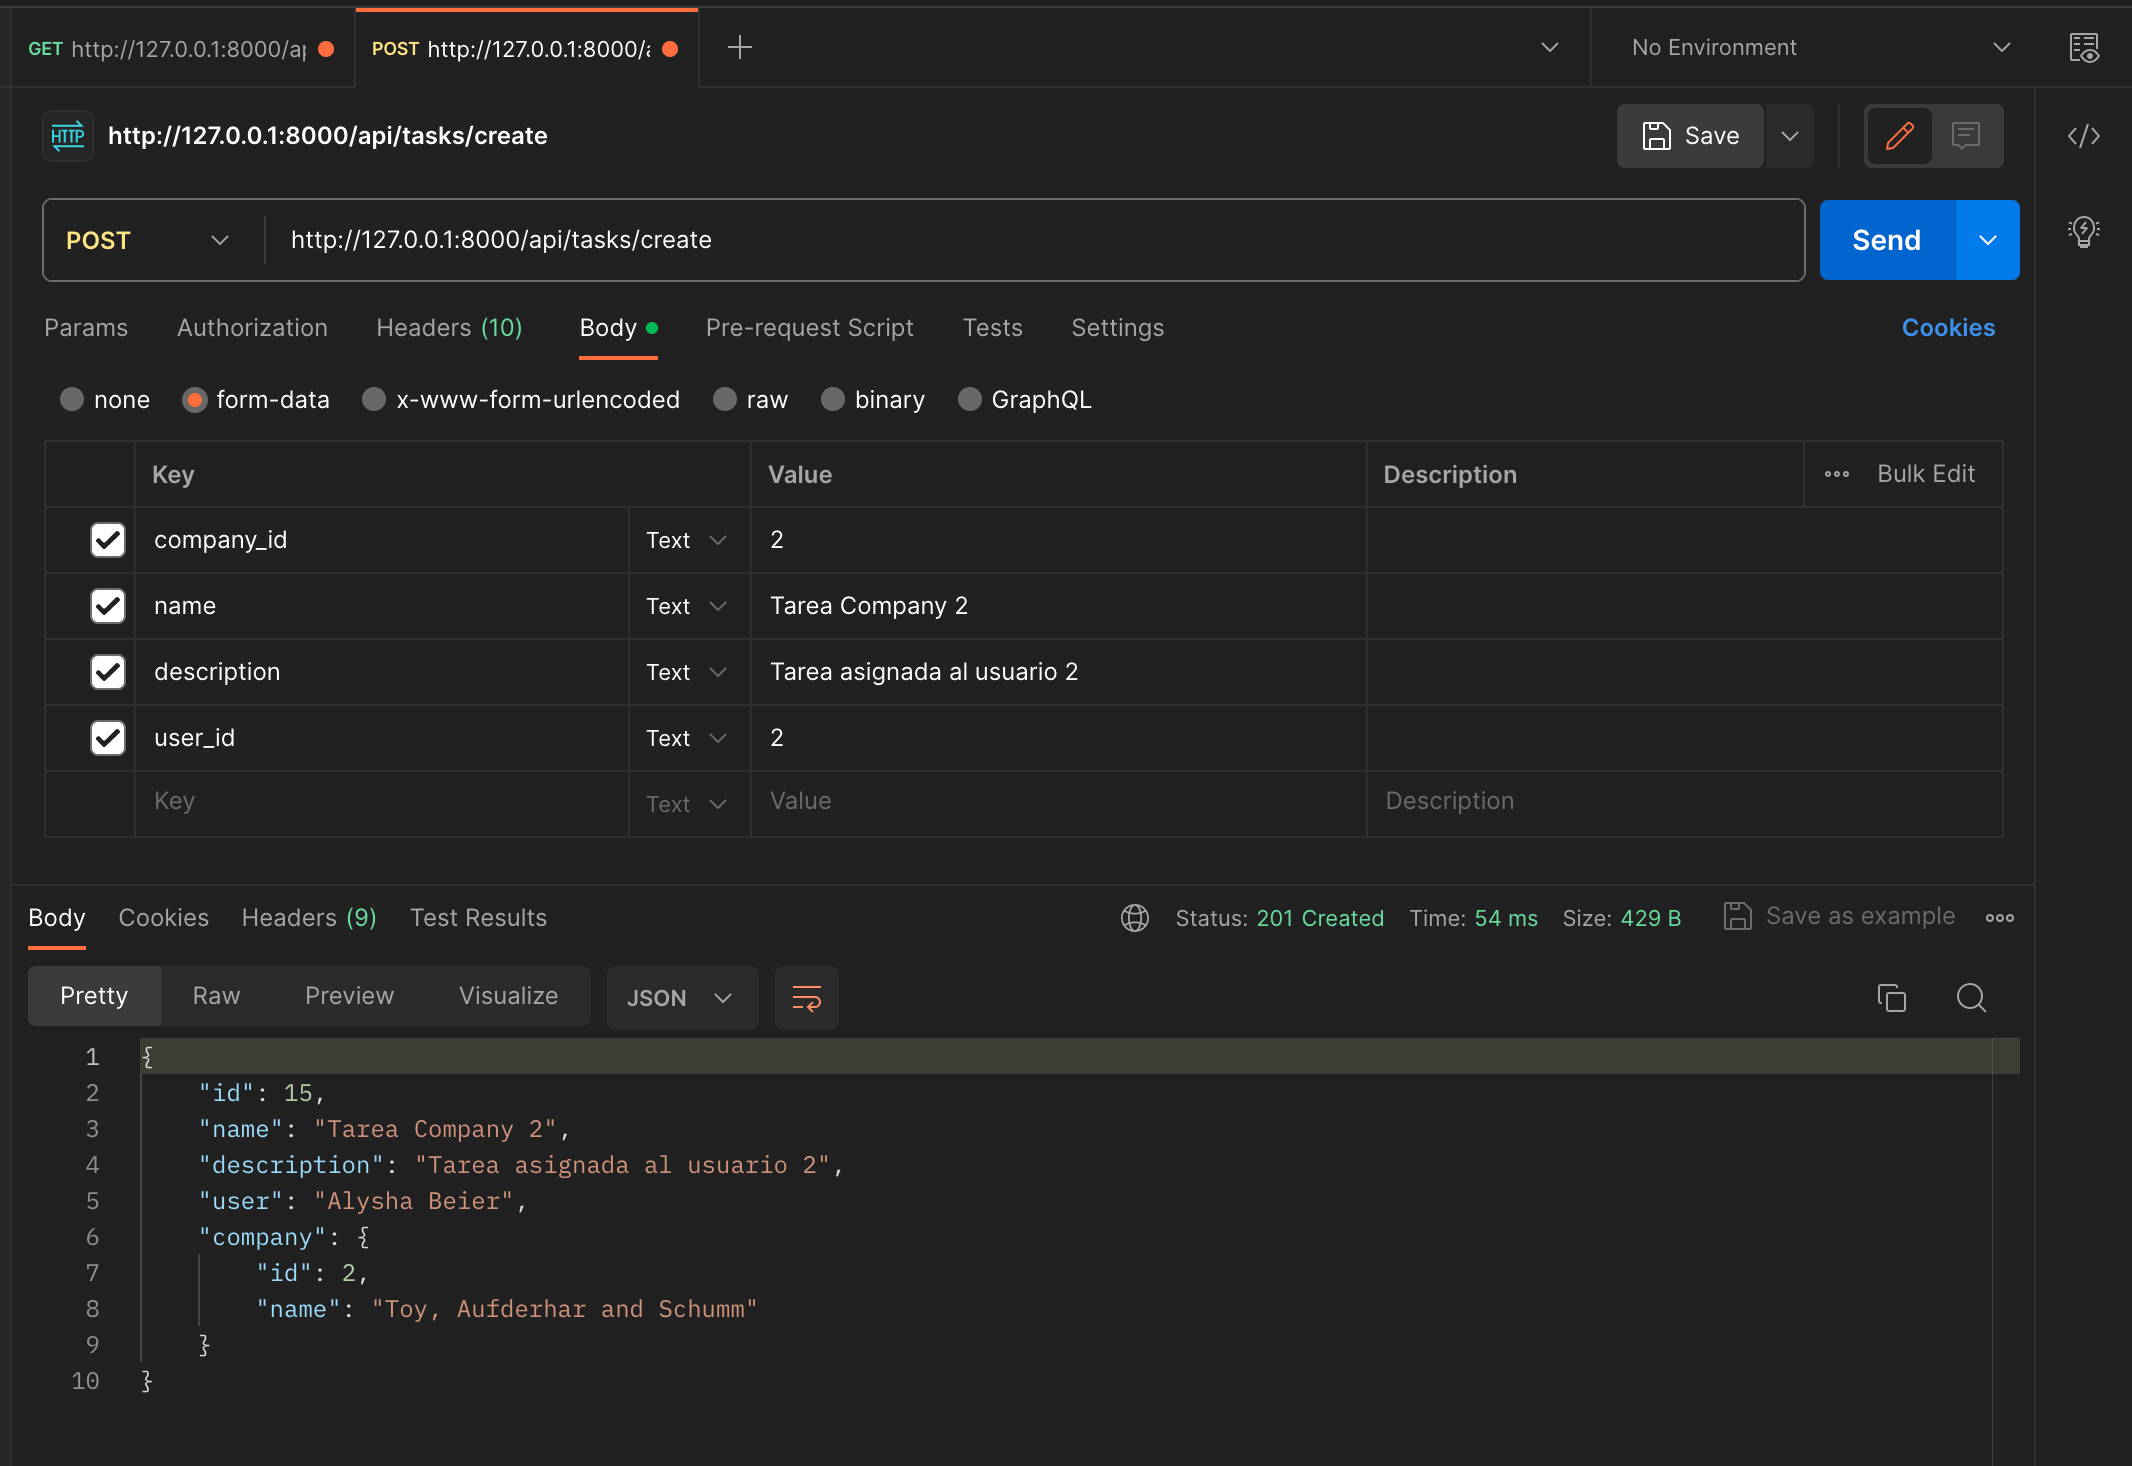 GET http://127.0.0.1:8000/ap
POST http://127.0.0.1:8000/a
No Environment
HTTP http://127.0.0.1:8000/api/tasks/create
Save
POST http://127.0.0.1:8000/api/tasks/create
Send
Params Authorization Headers (10) Body Pre-request Script Tests Settings Cookies
none form-data x-www-form-urlencoded raw binary GraphQL
Key Value Description Bulk Edit
company_id Text 2
name Text Tarea Company 2
description Text Tarea asignada al usuario 2
user_id Text 2
Key Text Value Description
Body Cookies Headers (9) Test Results Status: 201 Created Time: 54 ms Size: 429 B Save as example
Pretty Raw Preview Visualize JSON
1 {
2 "id": 15,
3 "name": "Tarea Company 2",
4 "description": "Tarea asignada al usuario 2",
5 "user": "Alysha Beier",
6 "company": {
7 "id": 2,
8 "name": "Toy, Aufderhar and Schumm"
9 }
10 }